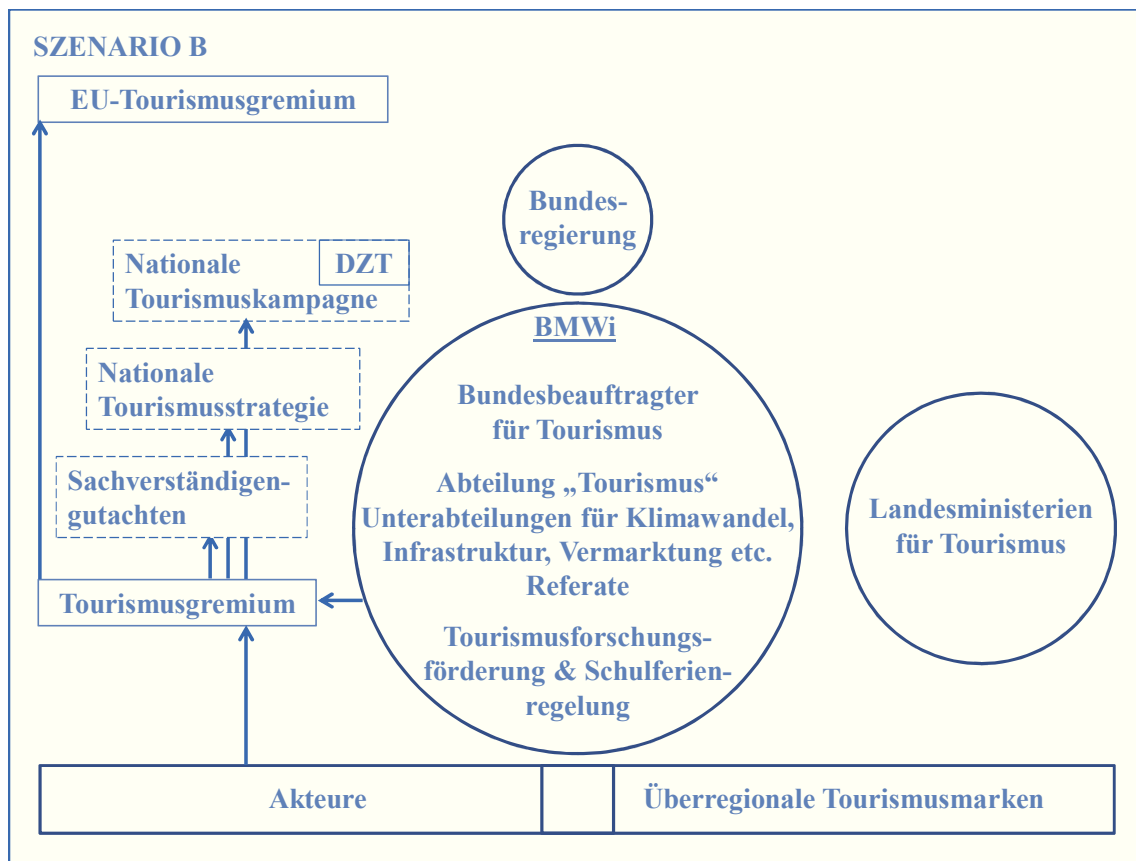 SZENARIO B
EU-Tourismusgremium
Bundes-
regierung
Nationale
Tourismuskampagne
DZT
Nationale
Tourismusstrategie
Sachverständigen-
gutachten
Tourismusgremium
BMWi
Bundesbeauftragter
für Tourismus
Abteilung „Tourismus“
Unterabteilungen für Klimawandel,
Infrastruktur, Vermarktung etc.
Referate
Tourismusforschungs-
förderung & Schulferien-
regelung
Landesministerien
für Tourismus
Akteure
Überregionale Tourismusmarken